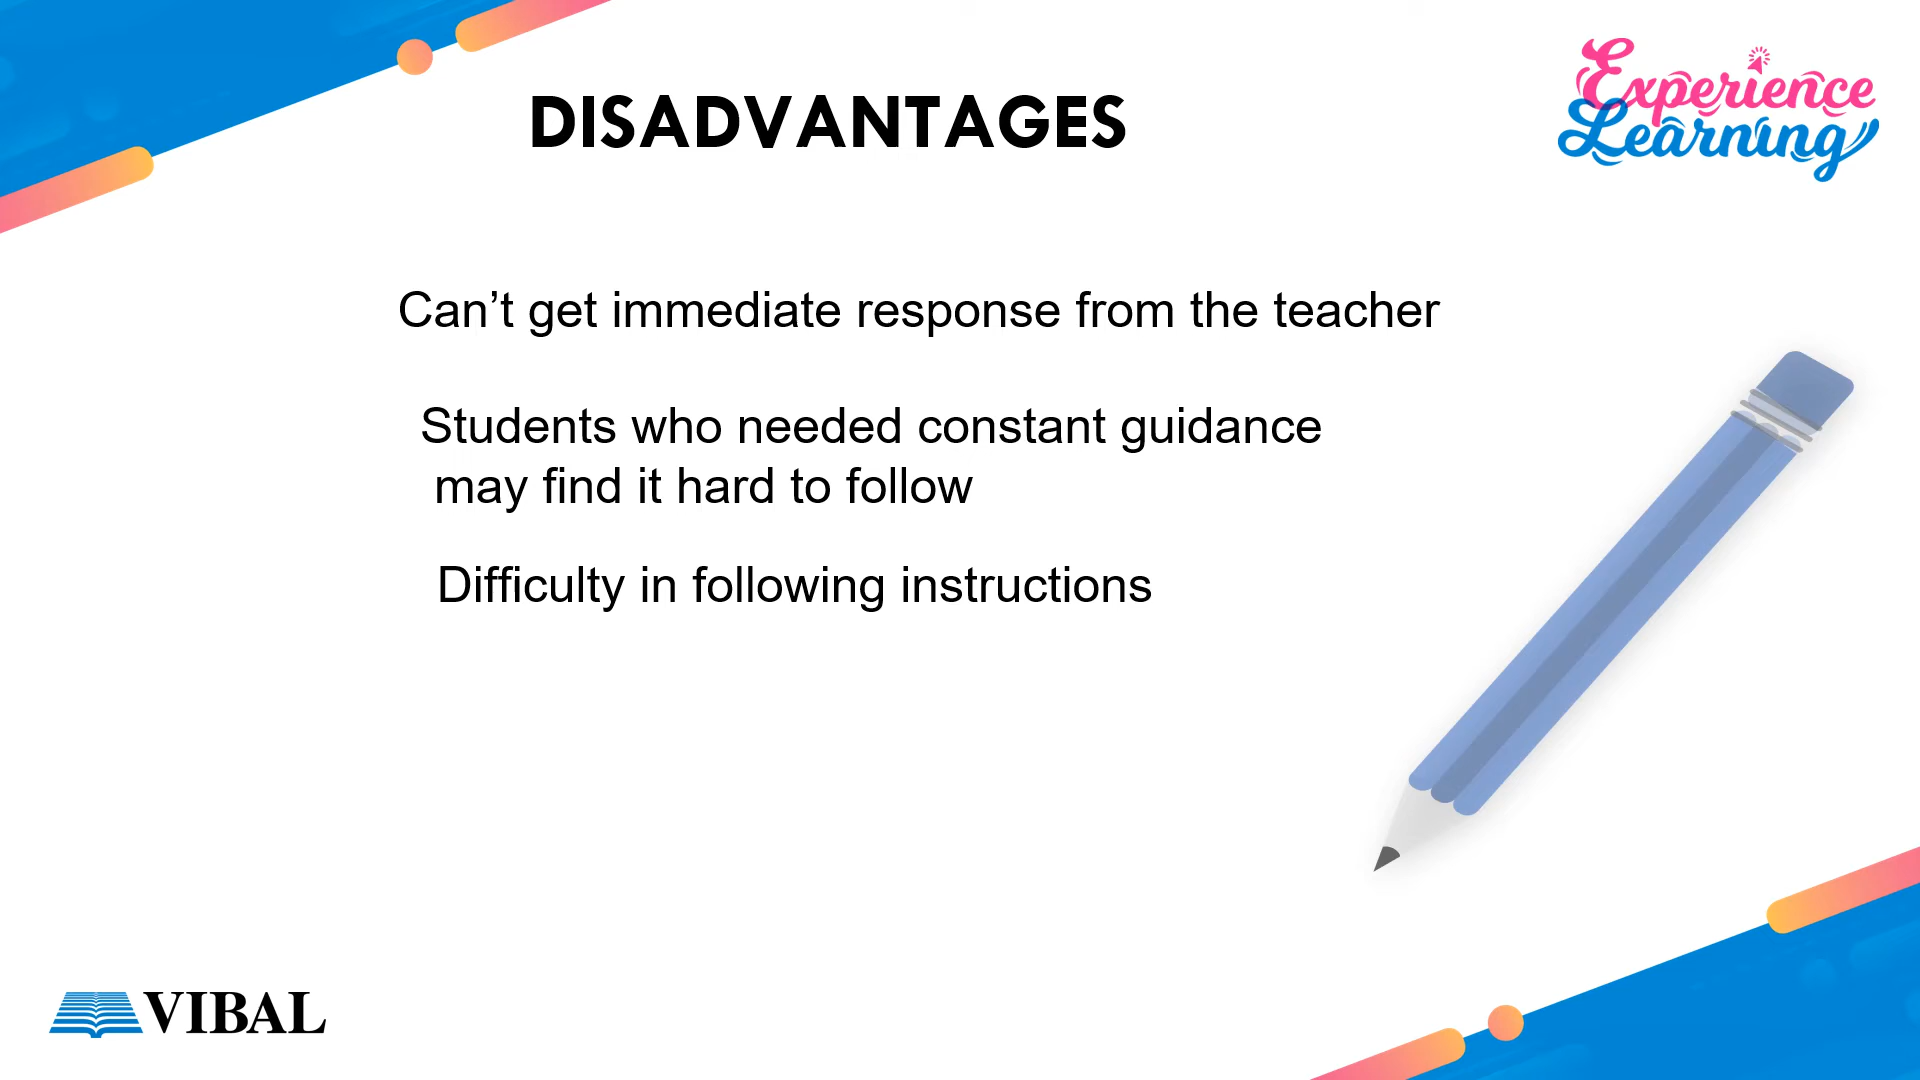 DISADVANTAGES
Experience
Learning
Can’t get immediate response from the teacher
Students who needed constant guidance
may find it hard to follow
Difficulty in following instructions
VIBAL